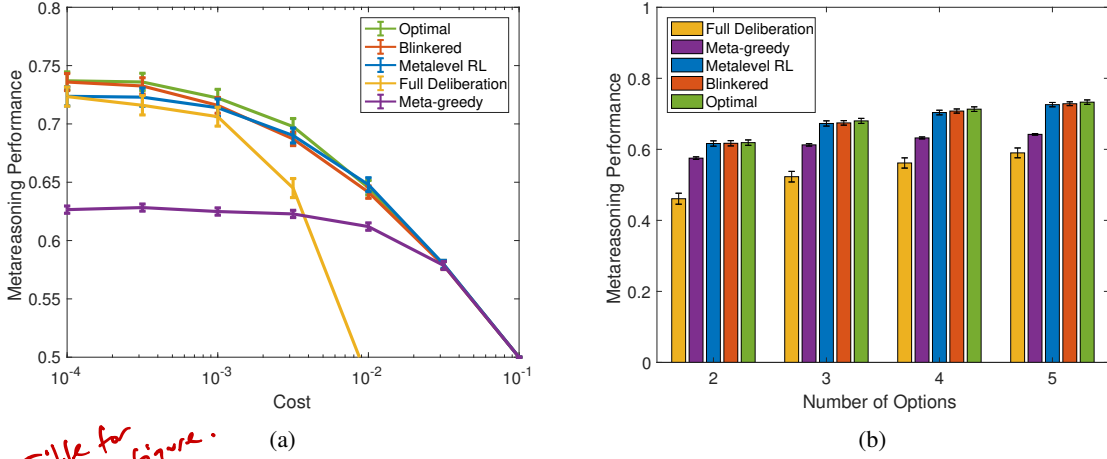 0.8
0.75
0.7
0.65
0.6
0.55
0.5
Metareasoning Performance
Optimal
Blinkered
Metalevel RL
Full Deliberation
Meta-greedy
10-4
10-3
10-2
10-1
Cost
(a)
1
0.8
0.6
0.4
0.2
0
Metareasoning Performance
Full Deliberation
Meta-greedy
Metalevel RL
Blinkered
Optimal
2
3
4
5
Number of Options
(b)
for
figure.